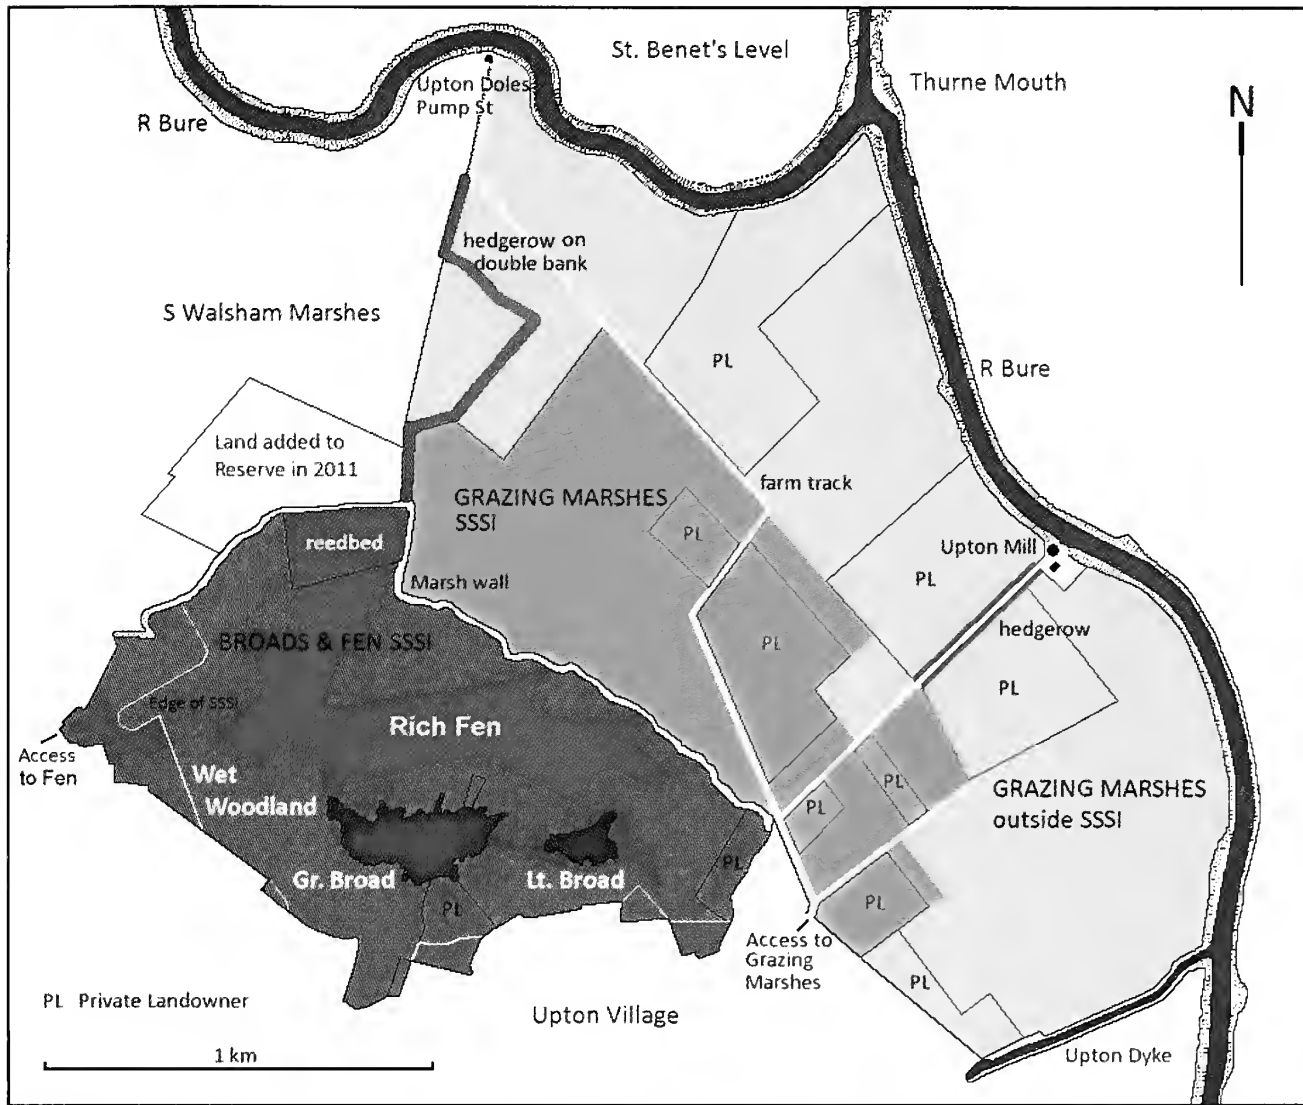 St. Benet's Level
Thurne Mouth
N
Upton Doles
Pump St
R Bure
hedgerow on
double bank
S Walsham Marshes
PL
R Bure
Land added to
Reserve in 2011
farm track
GRAZING MARSHES
SSSI
PL
reedbed
Upton Mill
Marsh wall
PL
hedgerow
BROADS & FEN SSSI
PL
PL
Edge of SSSI
Rich Fen
Access
to Fen
Wet
Woodland
PL
PL
GRAZING MARSHES
outside SSSI
Gr. Broad
Lt. Broad
PL
PL
PL
Access to
Grazing
Marshes
PL
PL Private Landowner
Upton Village
1 km
Upton Dyke